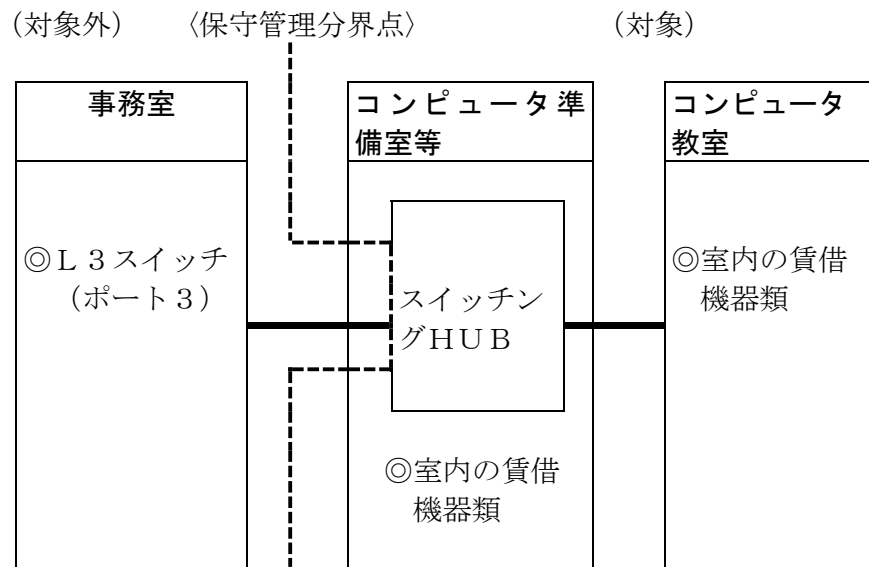 (対象外)　〈保守管理分界点〉　(対象)
事務室
コンピュータ準
備室等
コンピュータ
教室
◎Ｌ３スイッチ
(ポート３)
スイッチン
グＨＵＢ
◎室内の賃借
機器類
◎室内の賃借
機器類